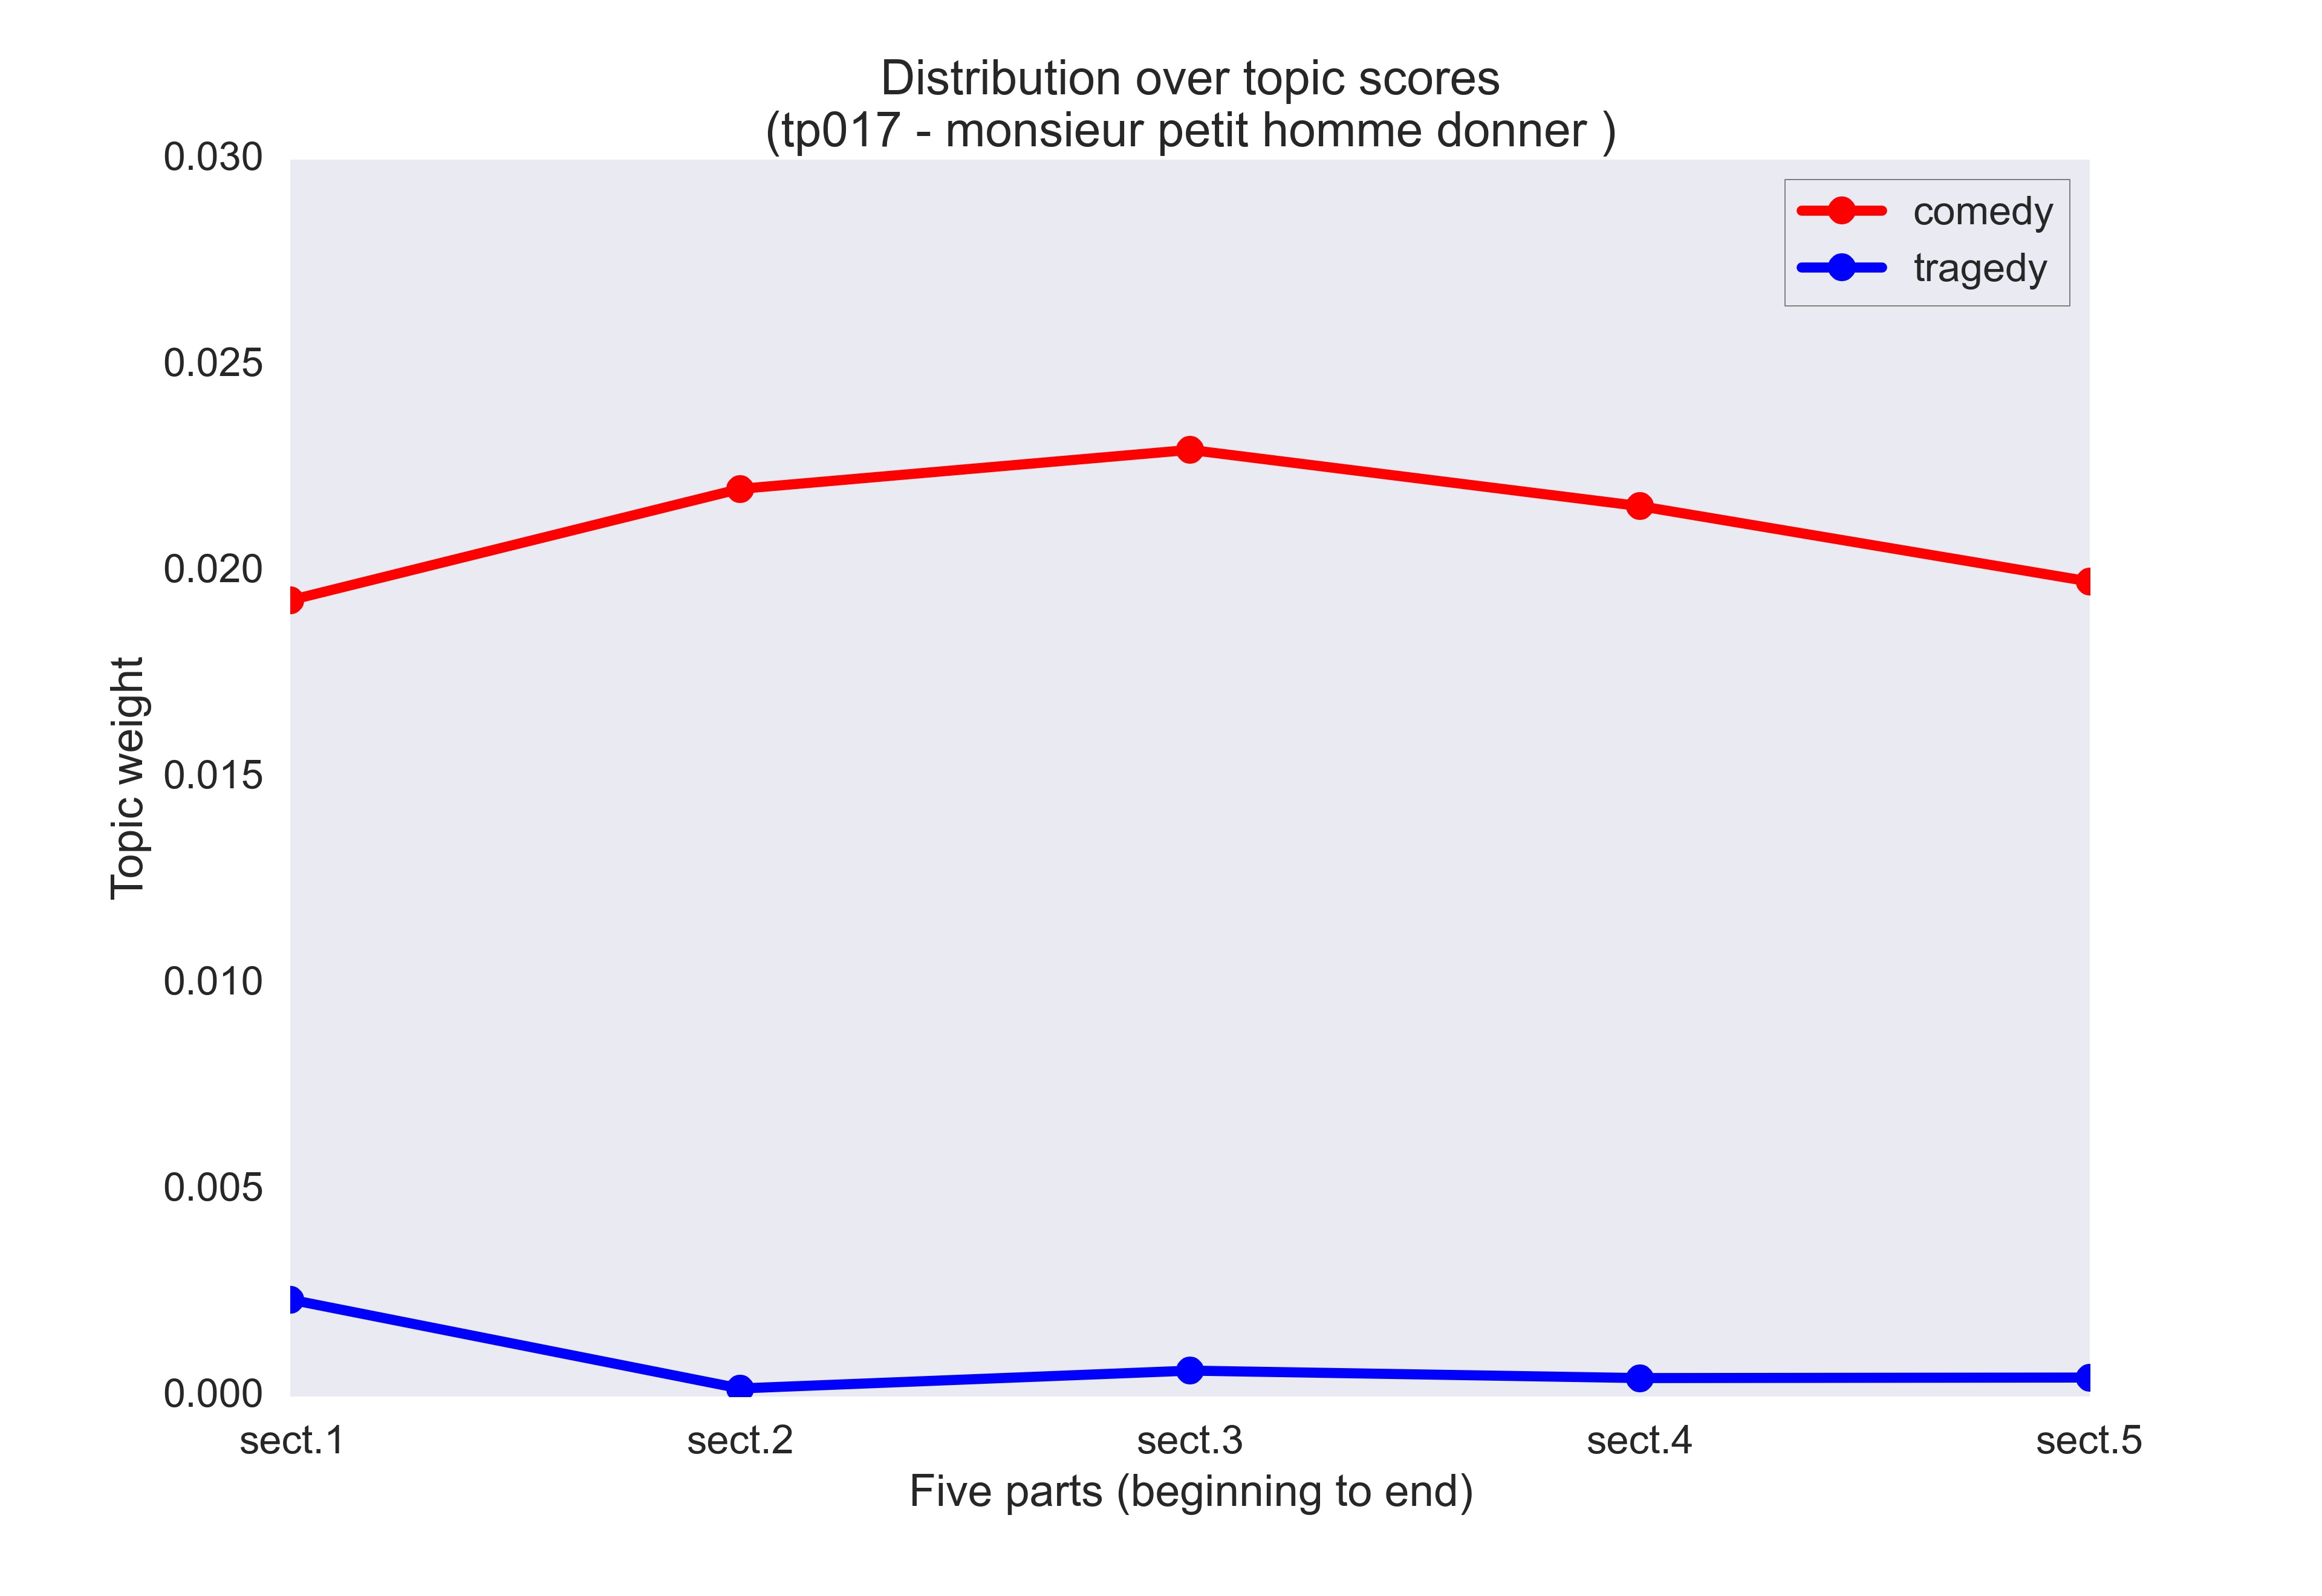 Distribution over topic scores
(tp017 - monsieur petit homme donner )
comedy
tragedy
Topic weight
0.030
0.025
0.020
0.015
0.010
0.005
0.000
sect.1 sect.2 sect.3 sect.4 sect.5
Five parts (beginning to end)